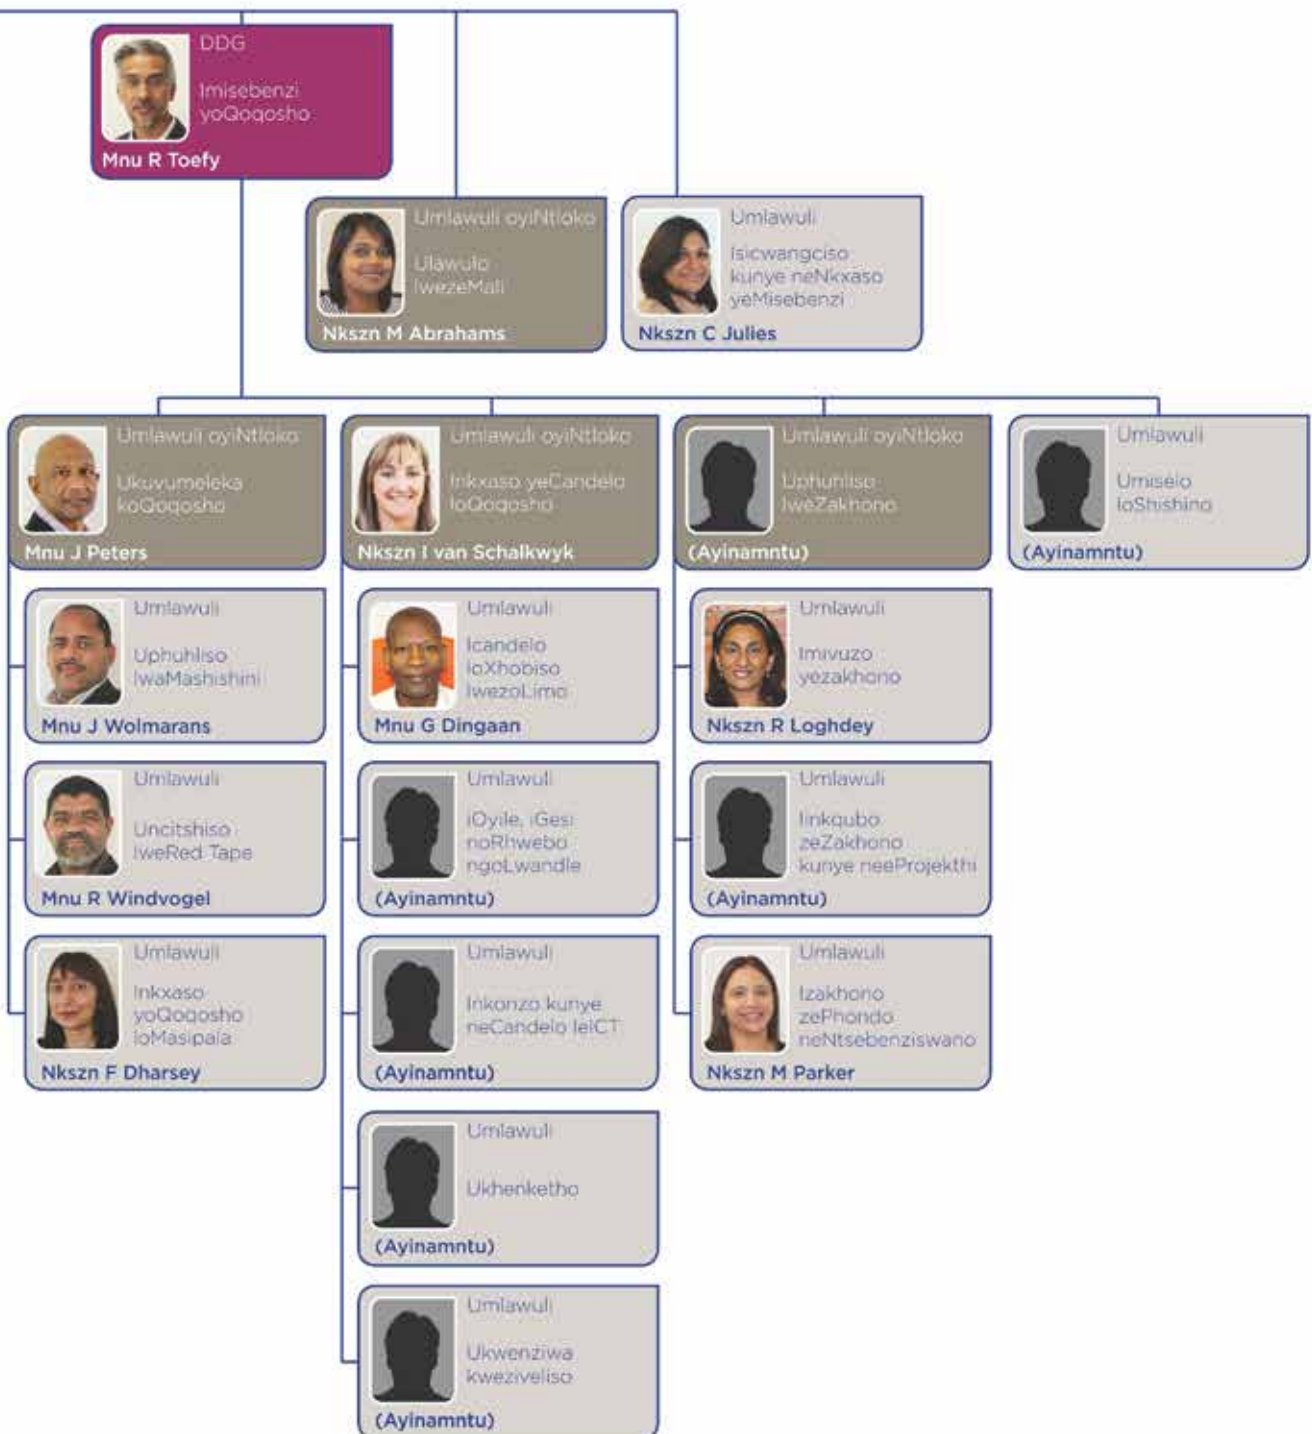 DDG
Imisebenzi
yoQoqosho
Mnu R Toefy
Umlawuli oyiNtloko
Ulawulo
lwezeMali
Nkszn M Abrahams
Umlawuli
Isicwangciso
kunye neNkxaso
yeMisebenzi
Nkszn C Julies
Umlawuli oyiNtloko
Ukuvumeleka
koQoqosho
Mnu J Peters
Umlawuli oyiNtloko
Inkxaso yeCandelo
loQoqosho
Nkszn I van Schalkwyk
Umlawuli oyiNtloko
Uphuhliso
lweZakhono
(Ayinamntu)
Umlawuli
Umiselo
loShishino
(Ayinamntu)
Umlawuli
Uphuhliso
lwaMashishini
Mnu J Wolmarans
Umlawuli
Uncitshiso
lweRed Tape
Mnu R Windvogel
Umlawuli
Inkxaso
yoQoqosho
loMasipala
Nkszn F Dharsey
Umlawuli
Icandelo
loXhobiso
lwezoLimo
Mnu G Dingaan
Umlawuli
iOyile, iGesi
noRhwebo
ngoLwandle
(Ayinamntu)
Umlawuli
Inkonzo kunye
neCandelo leICT
(Ayinamntu)
Umlawuli
Ukhenketho
(Ayinamntu)
Umlawuli
Ukwenziwa
kweziveliso
(Ayinamntu)
Umlawuli
Imivuzo
yezakhono
Nkszn R Loghdey
Umlawuli
Iinkqubo
zeZakhono
kunye neeProjekthi
(Ayinamntu)
Umlawuli
Izakhono
zePhondo
neNtsebenziswano
Nkszn M Parker